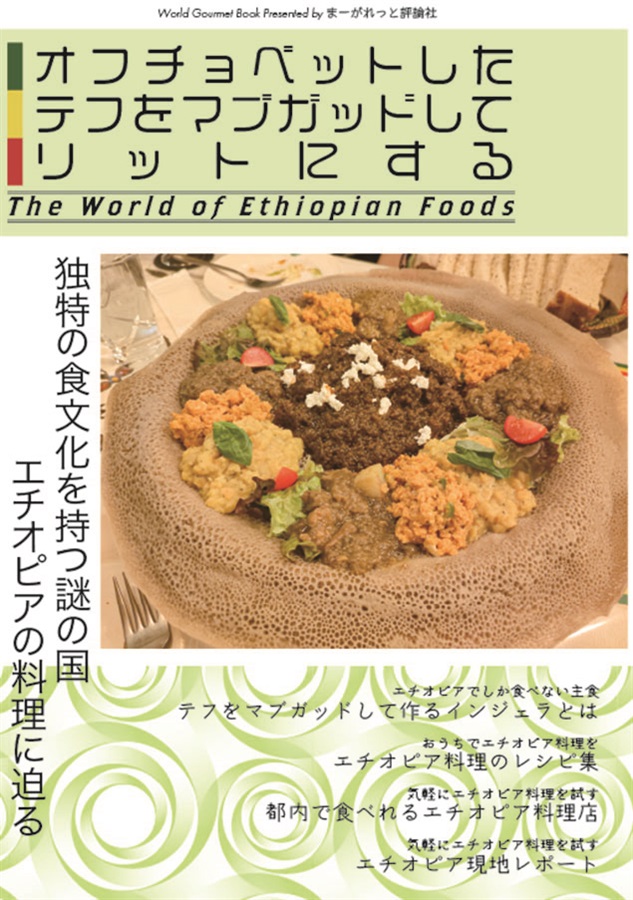 World Gourmet Book Presented by まーがれっと評論社
オフチョベットした
テフをマブガッドして
リットにする
The World of Ethiopian Foods
独特の食文化を持つ謎の国
エチオピアの料理に迫る
エチオピアでしか食べない主食
テフをマブガッドして作るインジェラとは
おうちでエチオピア料理を
エチオピア料理のレシピ集
気軽にエチオピア料理を試す
都内で食べれるエチオピア料理店
気軽にエチオピア料理を試す
エチオピア現地レポート